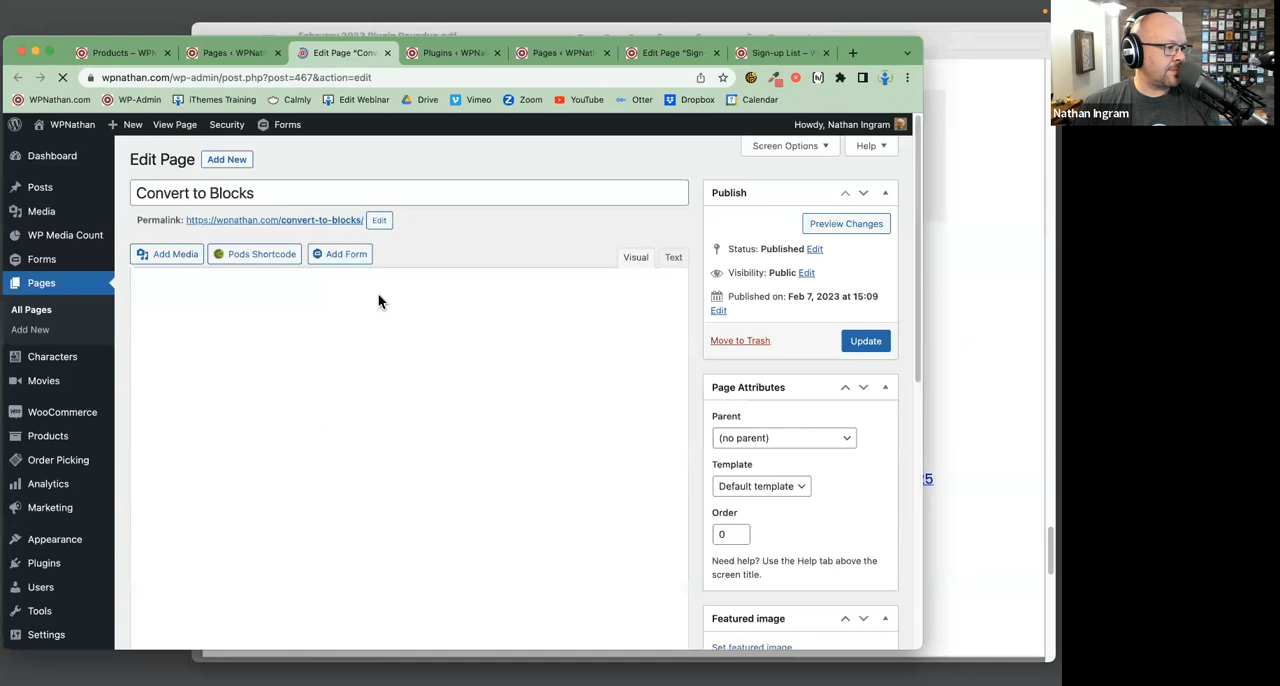 February 2023 Plugin Roundup.pdf
Products – WPN
Pages < WPNath
Edit Page "Conv
Plugins < WPNa
Pages < WPNath
Edit Page "Sign-
Sign-up List – W
wpnathan.com/wp-admin/post.php?post=467&action=edit
WPNathan.com
WP-Admin
iThemes Training
Calmly
Edit Webinar
Drive
Vimeo
Zoom
YouTube
Otter
Dropbox
Calendar
WPNathan
New
View Page
Security
Forms
Howdy, Nathan Ingram
Nathan Ingram
Dashboard
Posts
Media
WP Media Count
Forms
Pages
All Pages
Add New
Characters
Movies
WooCommerce
Products
Order Picking
Analytics
Marketing
Appearance
Plugins
Users
Tools
Settings
Edit Page
Add New
Screen Options
Help
Convert to Blocks
Permalink: https://wpnathan.com/convert-to-blocks/ Edit
Add Media
Pods Shortcode
Add Form
Visual
Text
Publish
Preview Changes
Status: Published Edit
Visibility: Public Edit
Published on: Feb 7, 2023 at 15:09
Edit
Move to Trash
Update
Page Attributes
Parent
(no parent)
Template
Default template
Order
0
Need help? Use the Help tab above the
screen title.
Featured image
Set featured image